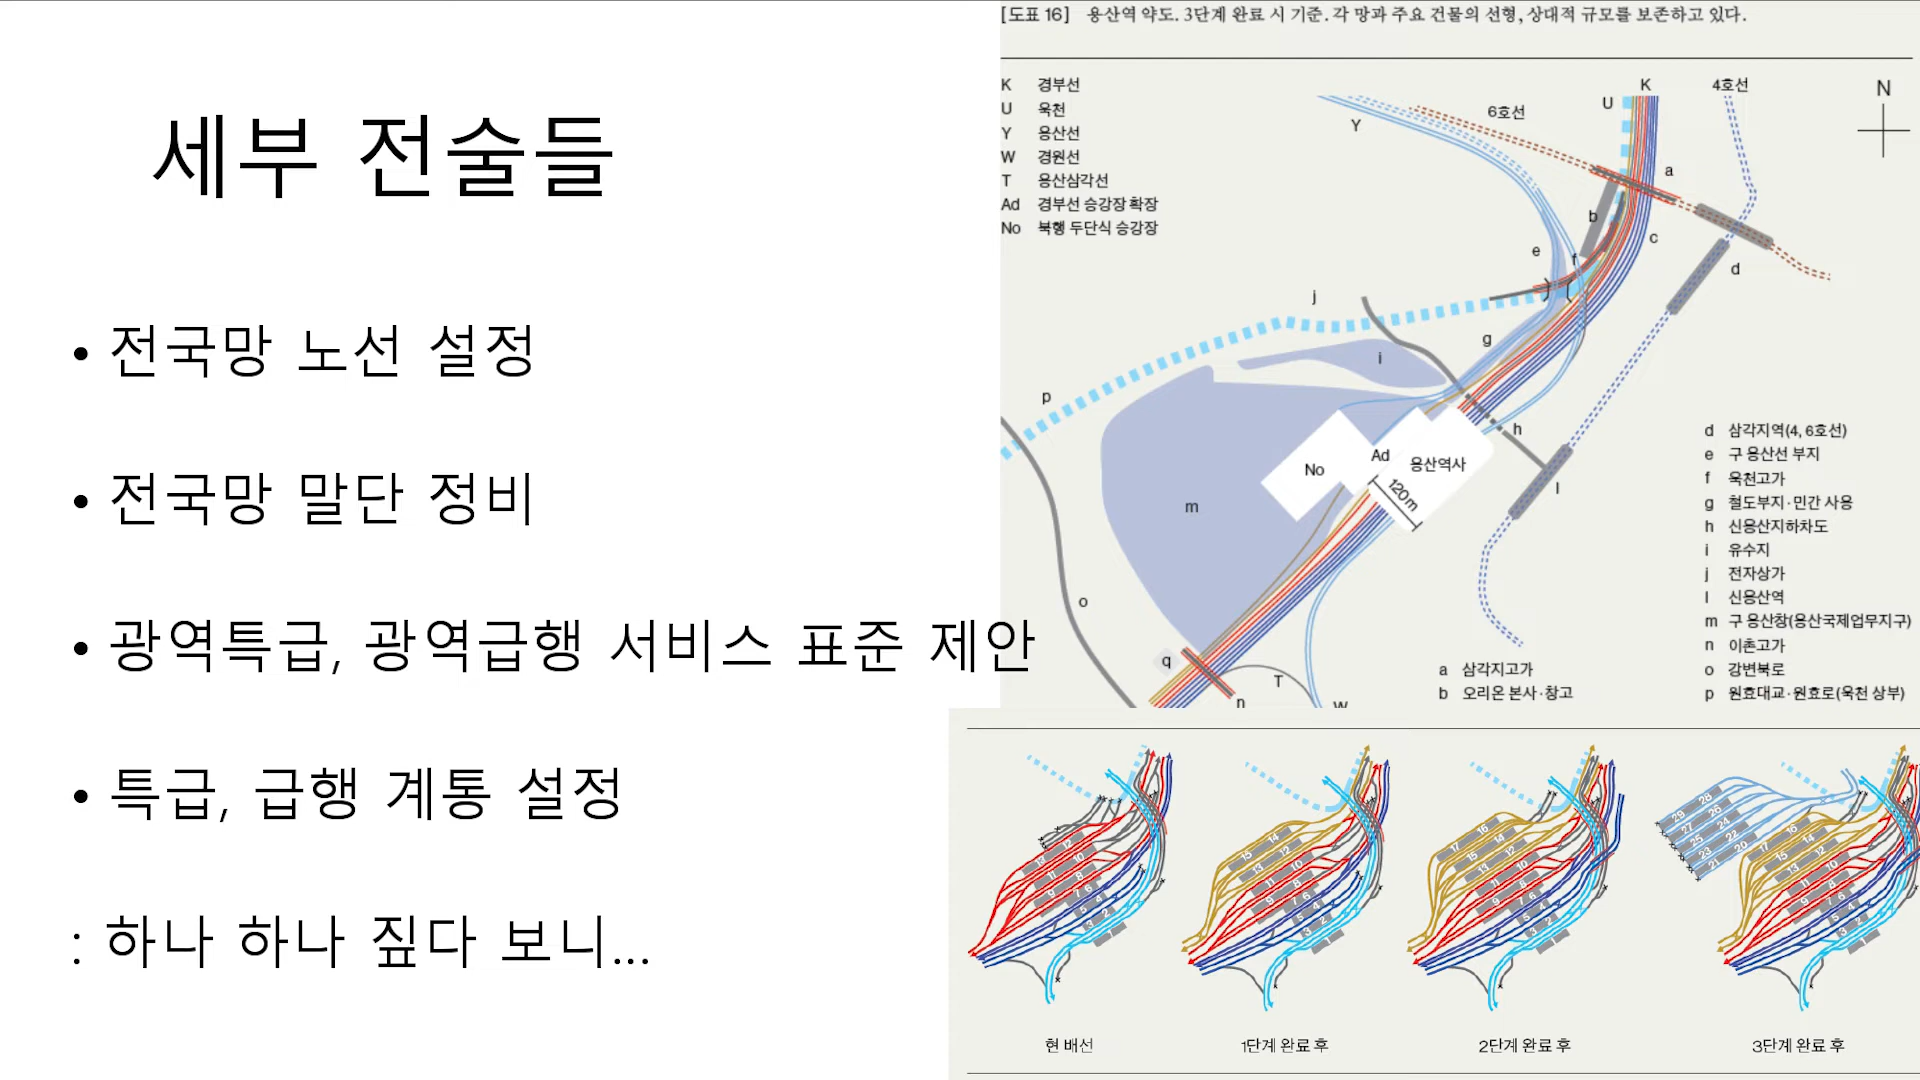 세부 전술들
• 전국망 노선 설정
• 전국망 말단 정비
• 광역특급, 광역급행 서비스 표준 제안
• 특급, 급행 계통 설정
: 하나 하나 짚다 보니...
[도표 16] 용산역 약도. 3단계 완료 시 기준. 각 망과 주요 건물의 선형, 상대적 규모를 보존하고 있다.
K 경부선
U 욱천
Y 용산선
W 경원선
T 용산삼각선
Ad 경부선 승강장 확장
No 북행 두단식 승강장
Y
6호선
U
K
4호선
N
a
b
c
d
e
f
j
g
i
p
h
No
Ad
용산역사
120m
l
m
o
q
n
T
W
a 삼각지고가
b 오리온 본사·창고
d 삼각지역(4, 6호선)
e 구 용산선 부지
f 욱천고가
g 철도부지·민간 사용
h 신용산지하차도
i 유수지
j 전자상가
l 신용산역
m 구 용산창(용산국제업무지구)
n 이촌고가
o 강변북로
p 원효대교·원효로(욱천 상부)
현 배선
1단계 완료 후
2단계 완료 후
3단계 완료 후